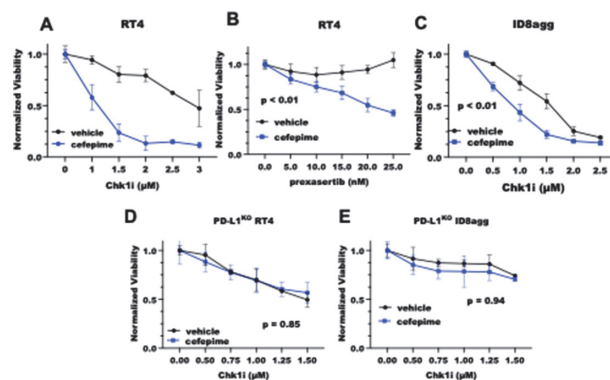 A
RT4
Normalized Viability
1.0
0.5
0.0
vehicle
cefepime
0
1
1.5
2
2.5
3
Chk1i (μM)
B
RT4
Normalized Viability
1.0
0.5
0.0
p < 0.01
vehicle
cefepime
0.0
5.0
10.0
15.0
20.0
25.0
prexasertib (nM)
C
ID8agg
Normalized Viability
1.0
0.5
0.0
p < 0.01
vehicle
cefepime
0.0
0.5
1.0
1.5
2.0
2.5
Chk1i (μM)
D
PD-L1KO RT4
Normalized Viability
1.0
0.5
0.0
p = 0.85
vehicle
cefepime
0.00
0.50
0.75
1.00
1.25
1.50
Chk1i (μM)
E
PD-L1KO ID8agg
Normalized Viability
1.0
0.5
0.0
p = 0.94
vehicle
cefepime
0.00
0.50
0.75
1.00
1.25
1.50
Chk1i (μM)